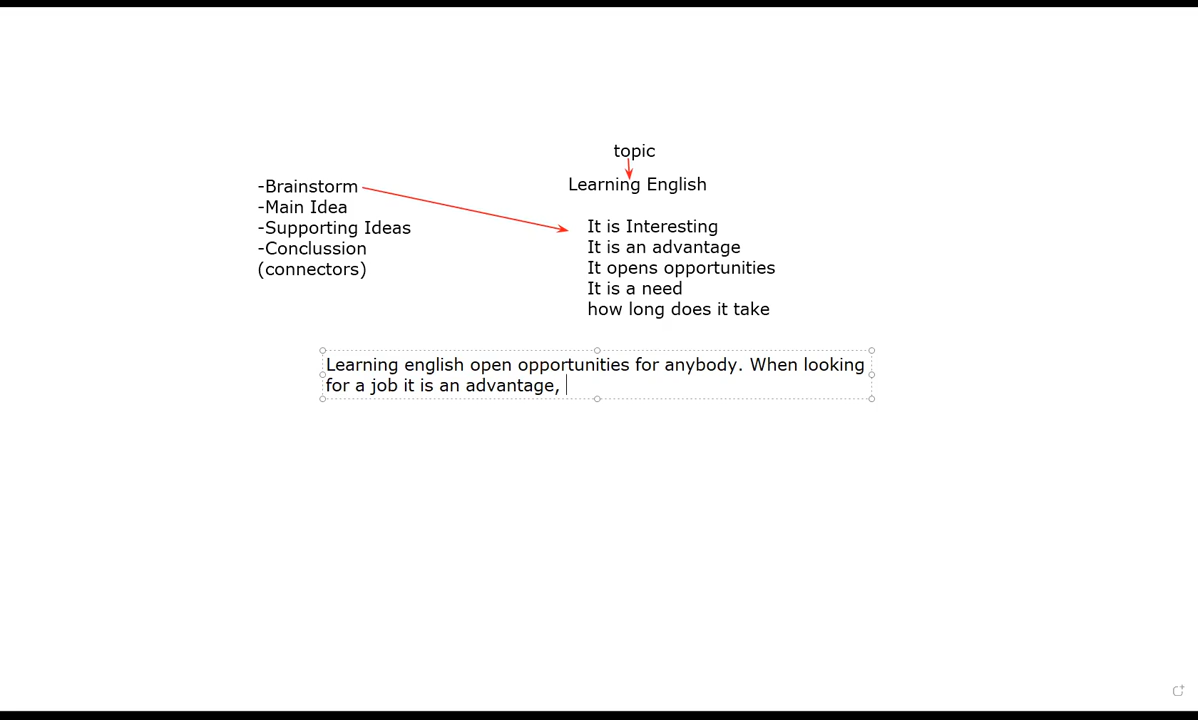 topic
Learning English
-Brainstorm
-Main Idea
-Supporting Ideas
-Conclussion
(connectors)
It is Interesting
It is an advantage
It opens opportunities
It is a need
how long does it take
Learning english open opportunities for anybody. When looking
for a job it is an advantage,